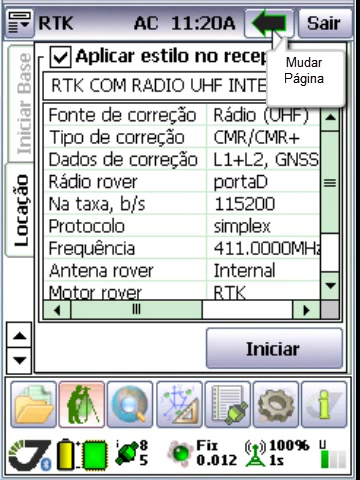 RTK AC 11:20A Sair
Mudar
Página
Iniciar Base
Locação
Aplicar estilo no recep
RTK COM RADIO UHF INTE
Fonte de correção Rádio (UHF)
Tipo de correção CMR/CMR+
Dados de correção L1+L2, GNSS
Rádio rover portaD
Na taxa, b/s 115200
Protocolo simplex
Frequência 411.0000MHz
Antena rover Internal
Motor rover RTK
Iniciar
8
5
Fix
0.012
100%
1s
U